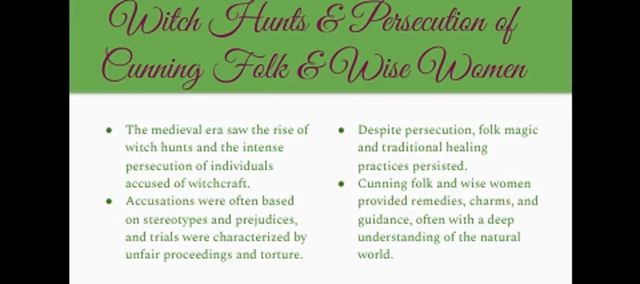 Witch Hunts & Persecution of
Cunning Folk & Wise Women
• The medieval era saw the rise of
witch hunts and the intense
persecution of individuals
accused of witchcraft.
• Accusations were often based
on stereotypes and prejudices,
and trials were characterized by
unfair proceedings and torture.
• Despite persecution, folk magic
and traditional healing
practices persisted.
• Cunning folk and wise women
provided remedies, charms, and
guidance, often with a deep
understanding of the natural
world.